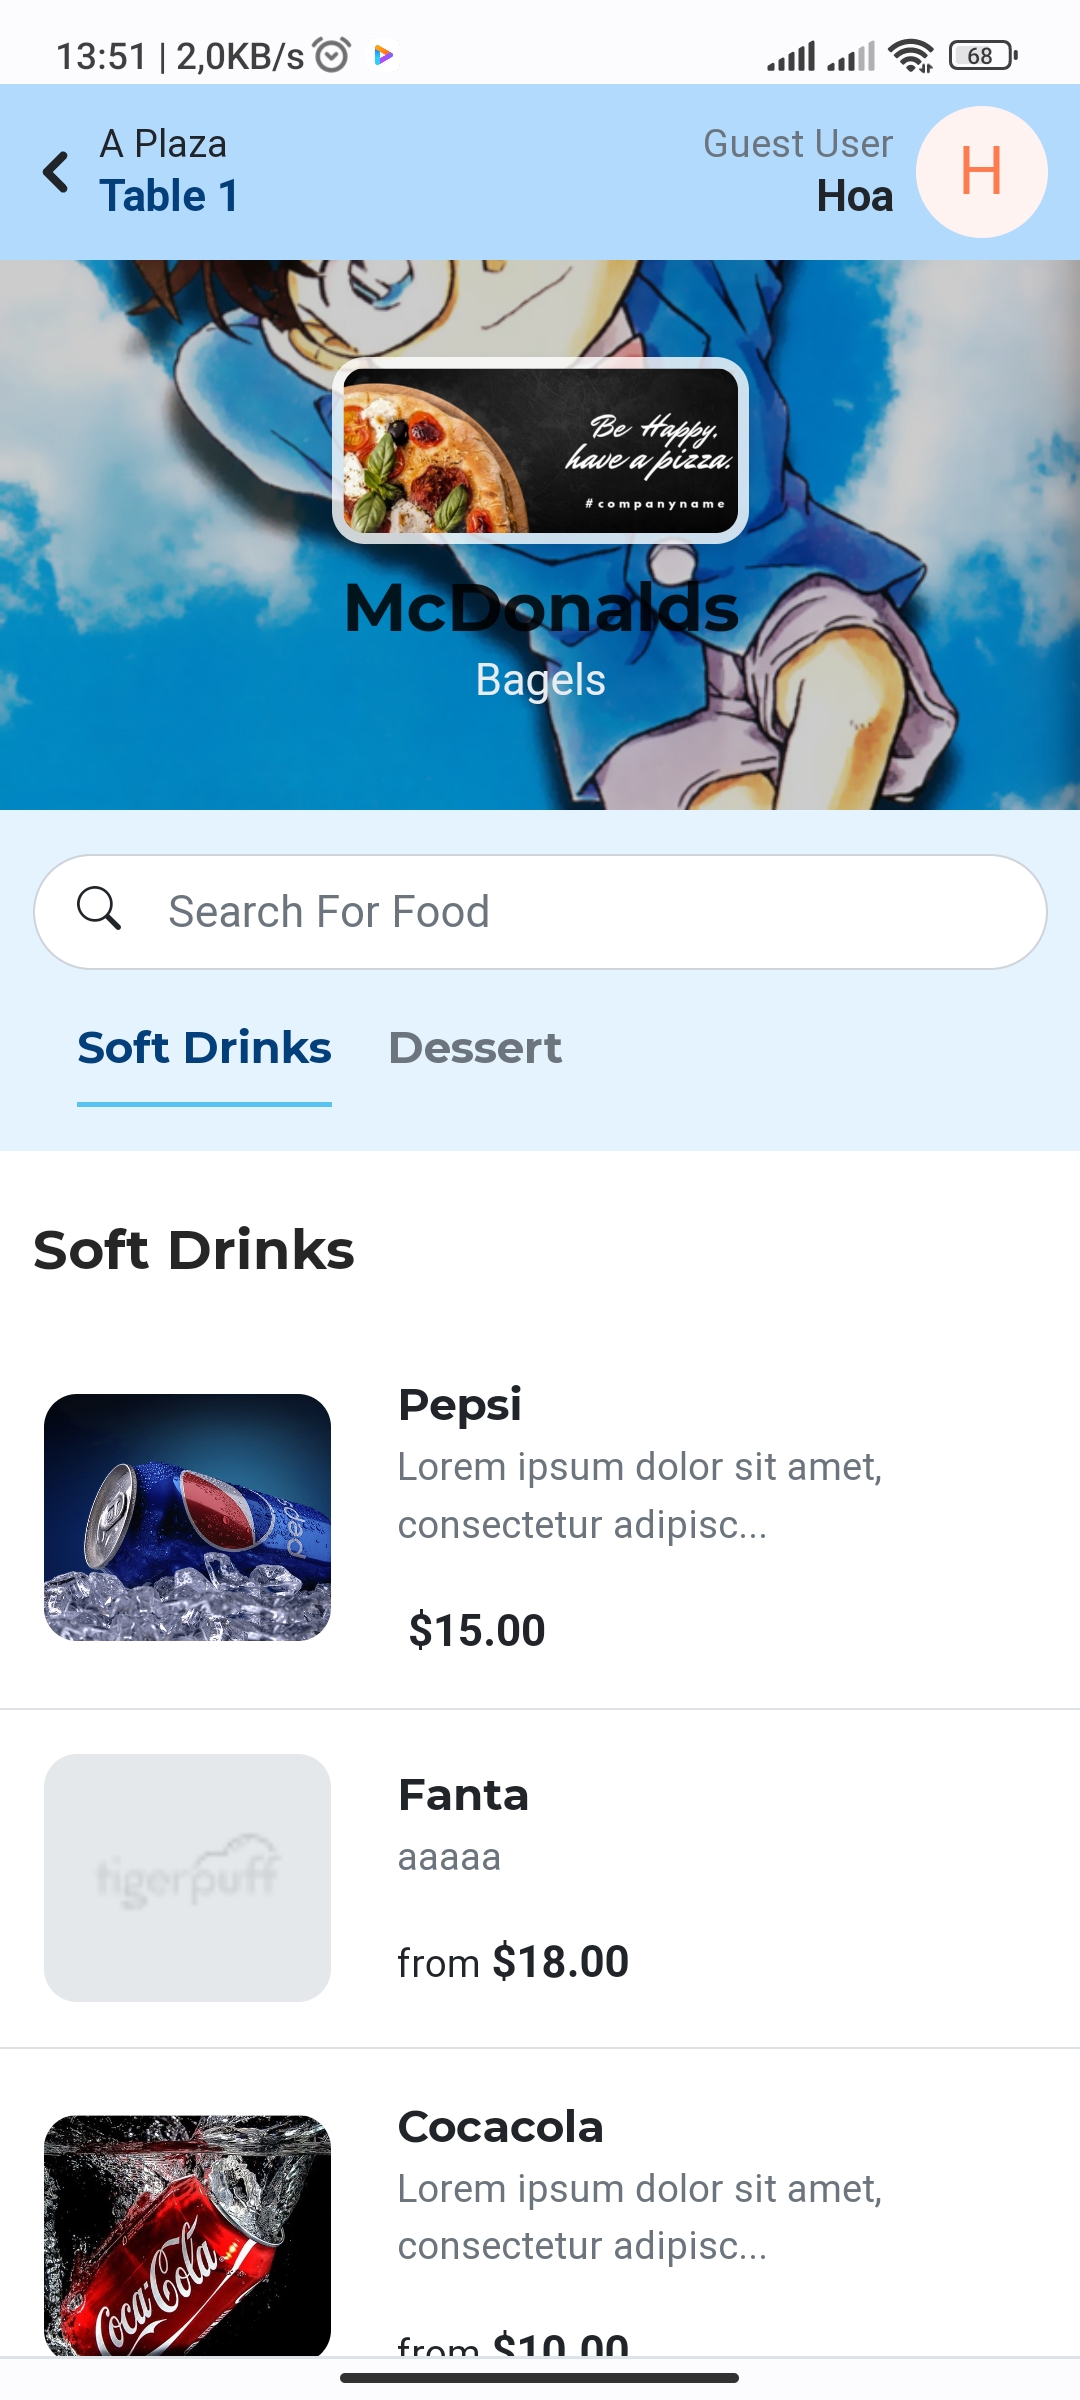 13:51 | 2,0KB/s
68
A Plaza
Table 1
Guest User
Hoa
H
Be Happy,
have a pizza.
#companyname
McDonalds
Bagels
Search For Food
Soft Drinks
Dessert
Soft Drinks
Pepsi
Lorem ipsum dolor sit amet,
consectetur adipisc...
$15.00
pepsi
Fanta
aaaaa
from $18.00
tigerpuff
Cocacola
Lorem ipsum dolor sit amet,
consectetur adipisc...
from $10.00
Coca-Cola